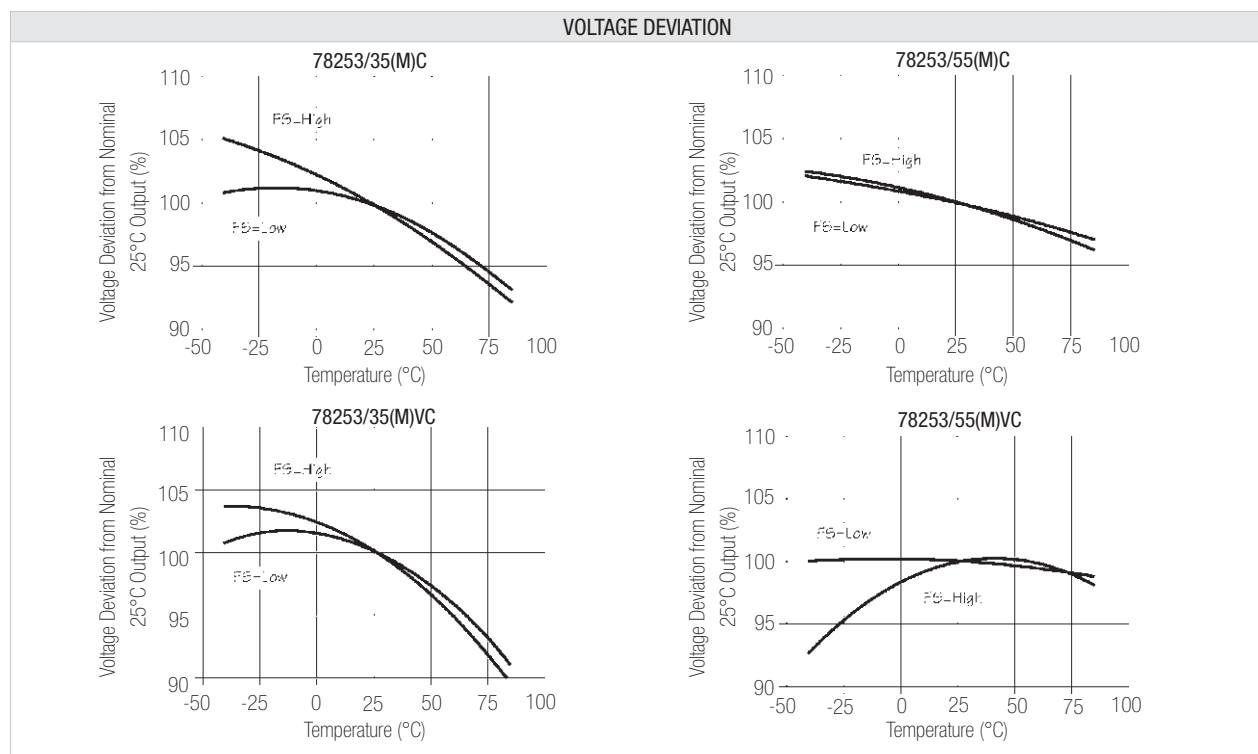 VOLTAGE DEVIATION
78253/35(M)C
Voltage Deviation from Nominal
25°C Output (%)
110
105
100
95
90
FS=High
FS=Low
-50 -25 0 25 50 75 100
Temperature (°C)
78253/55(M)C
Voltage Deviation from Nominal
25°C Output (%)
110
105
100
95
90
FS=High
FS=Low
-50 -25 0 25 50 75 100
Temperature (°C)
78253/35(M)VC
Voltage Deviation from Nominal
25°C Output (%)
110
105
100
95
90
FS=High
FS=Low
-50 -25 0 25 50 75 100
Temperature (°C)
78253/55(M)VC
Voltage Deviation from Nominal
25°C Output (%)
110
105
100
95
90
FS=Low
FS=High
-50 -25 0 25 50 75 100
Temperature (°C)